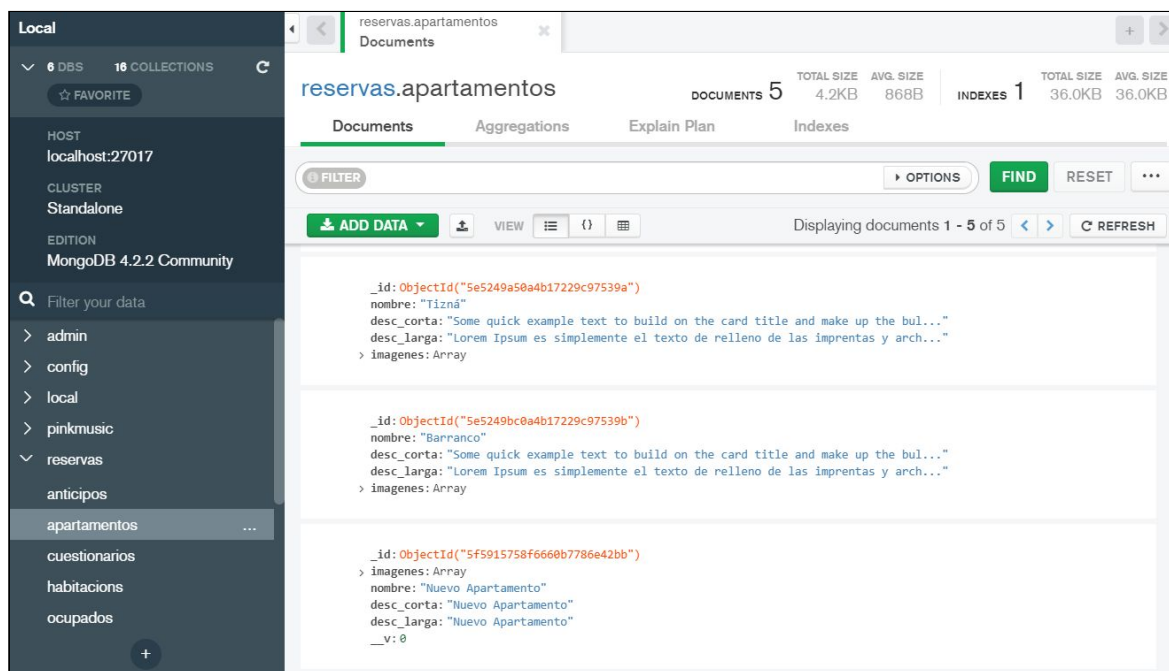 Local
6 DBS 16 COLLECTIONS
FAVORITE
HOST
localhost:27017
CLUSTER
Standalone
EDITION
MongoDB 4.2.2 Community
Filter your data
admin
config
local
pinkmusic
reservas
anticipos
apartamentos ...
cuestionarios
habitacions
ocupados
+
reservas.apartamentos
Documents
+
reservas.apartamentos
DOCUMENTS 5 TOTAL SIZE 4.2KB AVG. SIZE 868B INDEXES 1 TOTAL SIZE 36.0KB AVG. SIZE 36.0KB
Documents Aggregations Explain Plan Indexes
FILTER OPTIONS FIND RESET ...
ADD DATA VIEW {} Displaying documents 1 - 5 of 5 < > REFRESH
_id: ObjectId("5e5249a50a4b17229c97539a")
nombre: "Tizná"
desc_corta: "Some quick example text to build on the card title and make up the bul..."
desc_larga: "Lorem Ipsum es simplemente el texto de relleno de las imprentas y arch..."
> imagenes: Array
_id: ObjectId("5e5249bc0a4b17229c97539b")
nombre: "Barranco"
desc_corta: "Some quick example text to build on the card title and make up the bul..."
desc_larga: "Lorem Ipsum es simplemente el texto de relleno de las imprentas y arch..."
> imagenes: Array
_id: ObjectId("5f5915758f6660b7786e42bb")
> imagenes: Array
nombre: "Nuevo Apartamento"
desc_corta: "Nuevo Apartamento"
desc_larga: "Nuevo Apartamento"
__v: 0